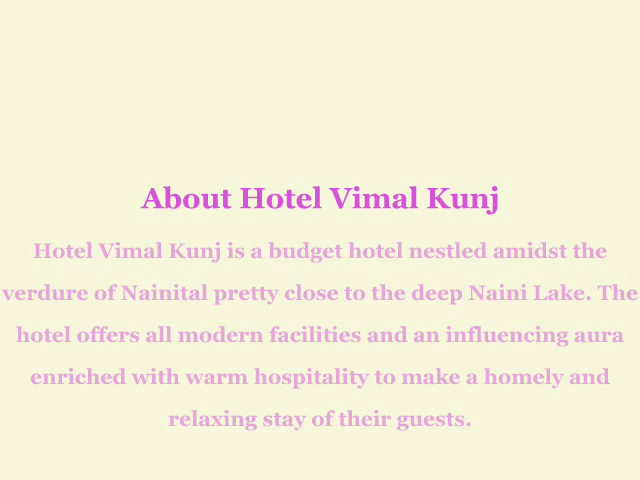 About Hotel Vimal Kunj
Hotel Vimal Kunj is a budget hotel nestled amidst the
verdure of Nainital pretty close to the deep Naini Lake. The
hotel offers all modern facilities and an influencing aura
enriched with warm hospitality to make a homely and
relaxing stay of their guests.